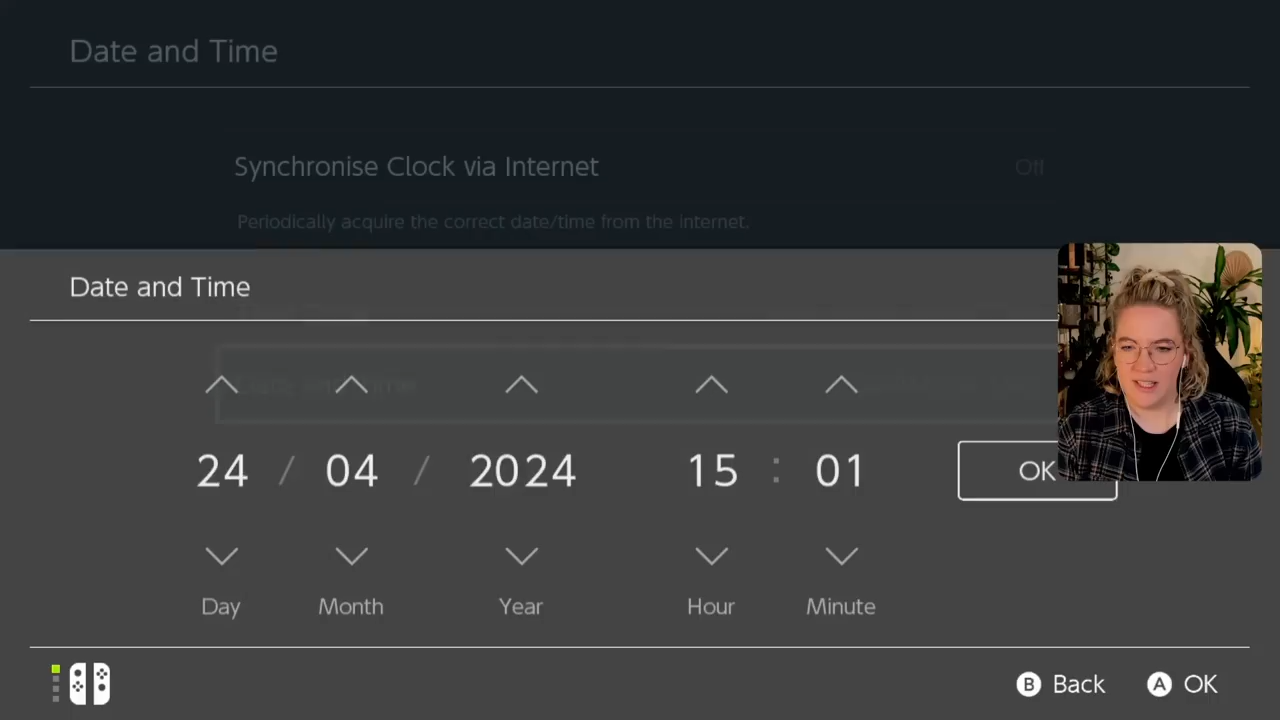 Date and Time
Synchronise Clock via Internet Off
Periodically acquire the correct date/time from the internet.
Date and Time
24 / 04 / 2024 15 : 01 OK
Day Month Year Hour Minute
B Back A OK